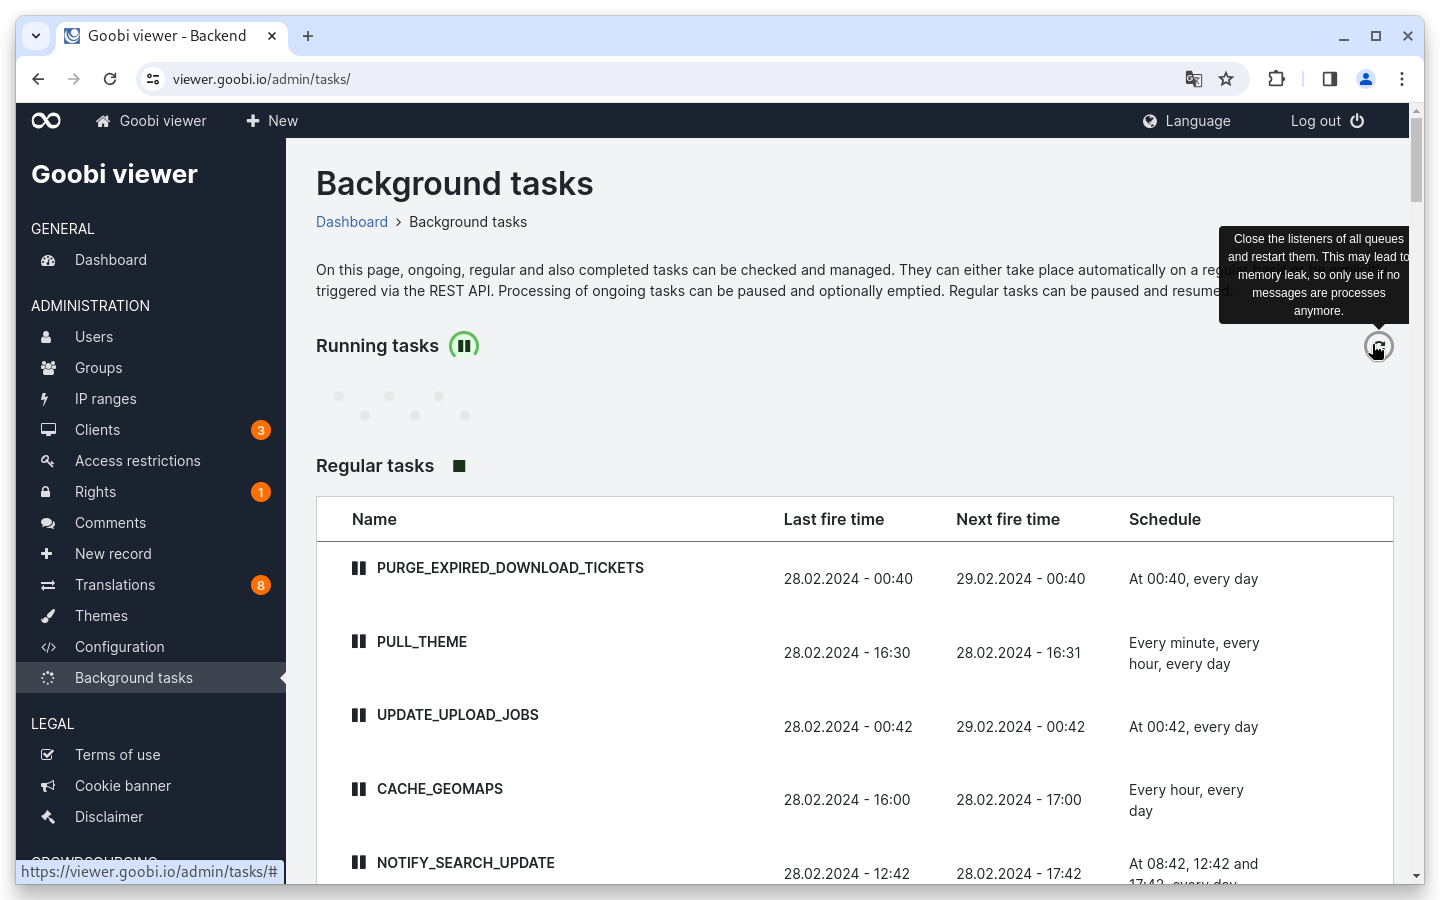 Goobi viewer - Backend
viewer.goobi.io/admin/tasks/
Goobi viewer
New
Language
Log out
Goobi viewer
GENERAL
Dashboard
ADMINISTRATION
Users
Groups
IP ranges
Clients 3
Access restrictions
Rights 1
Comments
New record
Translations 8
Themes
Configuration
Background tasks
LEGAL
Terms of use
Cookie banner
Disclaimer
https://viewer.goobi.io/admin/tasks/#
Background tasks
Dashboard > Background tasks
On this page, ongoing, regular and also completed tasks can be checked and managed. They can either take place automatically on a
triggered via the REST API. Processing of ongoing tasks can be paused and optionally emptied. Regular tasks can be paused and resumed.
Close the listeners of all queues
and restart them. This may lead to
memory leak, so only use if no
messages are processes
anymore.
Running tasks
Regular tasks
Name Last fire time Next fire time Schedule
PURGE_EXPIRED_DOWNLOAD_TICKETS 28.02.2024 - 00:40 29.02.2024 - 00:40 At 00:40, every day
PULL_THEME 28.02.2024 - 16:30 28.02.2024 - 16:31 Every minute, every
hour, every day
UPDATE_UPLOAD_JOBS 28.02.2024 - 00:42 29.02.2024 - 00:42 At 00:42, every day
CACHE_GEOMAPS 28.02.2024 - 16:00 28.02.2024 - 17:00 Every hour, every
day
NOTIFY_SEARCH_UPDATE 28.02.2024 - 12:42 28.02.2024 - 17:42 At 08:42, 12:42 and
17:42, every day